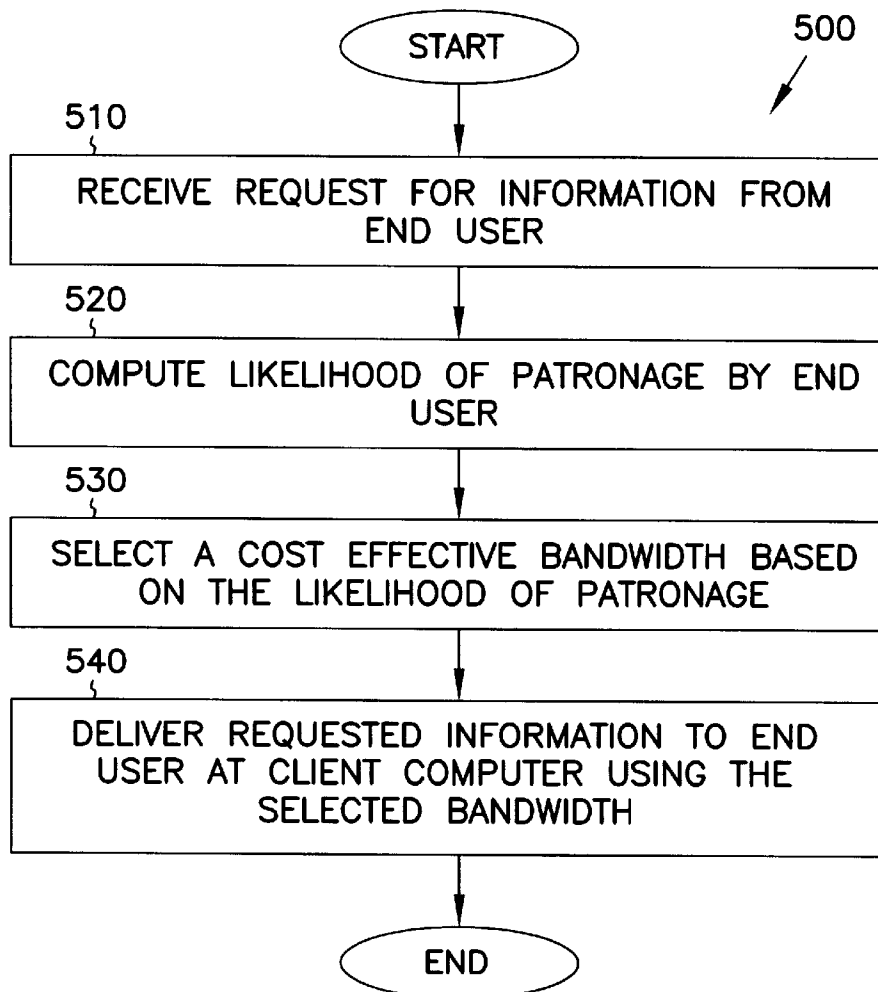 START
500
510
RECEIVE REQUEST FOR INFORMATION FROM
END USER
520
COMPUTE LIKELIHOOD OF PATRONAGE BY END
USER
530
SELECT A COST EFFECTIVE BANDWIDTH BASED
ON THE LIKELIHOOD OF PATRONAGE
540
DELIVER REQUESTED INFORMATION TO END
USER AT CLIENT COMPUTER USING THE
SELECTED BANDWIDTH
END